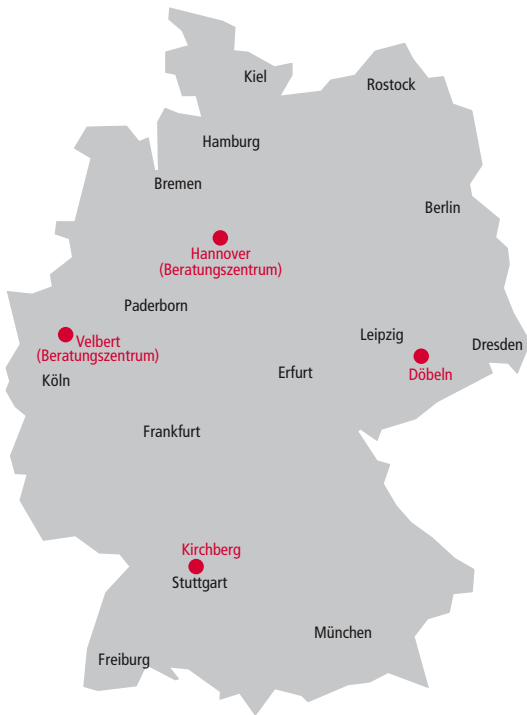 Kiel
Rostock
Hamburg
Bremen
Berlin
Hannover
(Beratungszentrum)
Paderborn
Velbert
(Beratungszentrum)
Leipzig
Dresden
Döbeln
Köln
Erfurt
Frankfurt
Kirchberg
Stuttgart
München
Freiburg